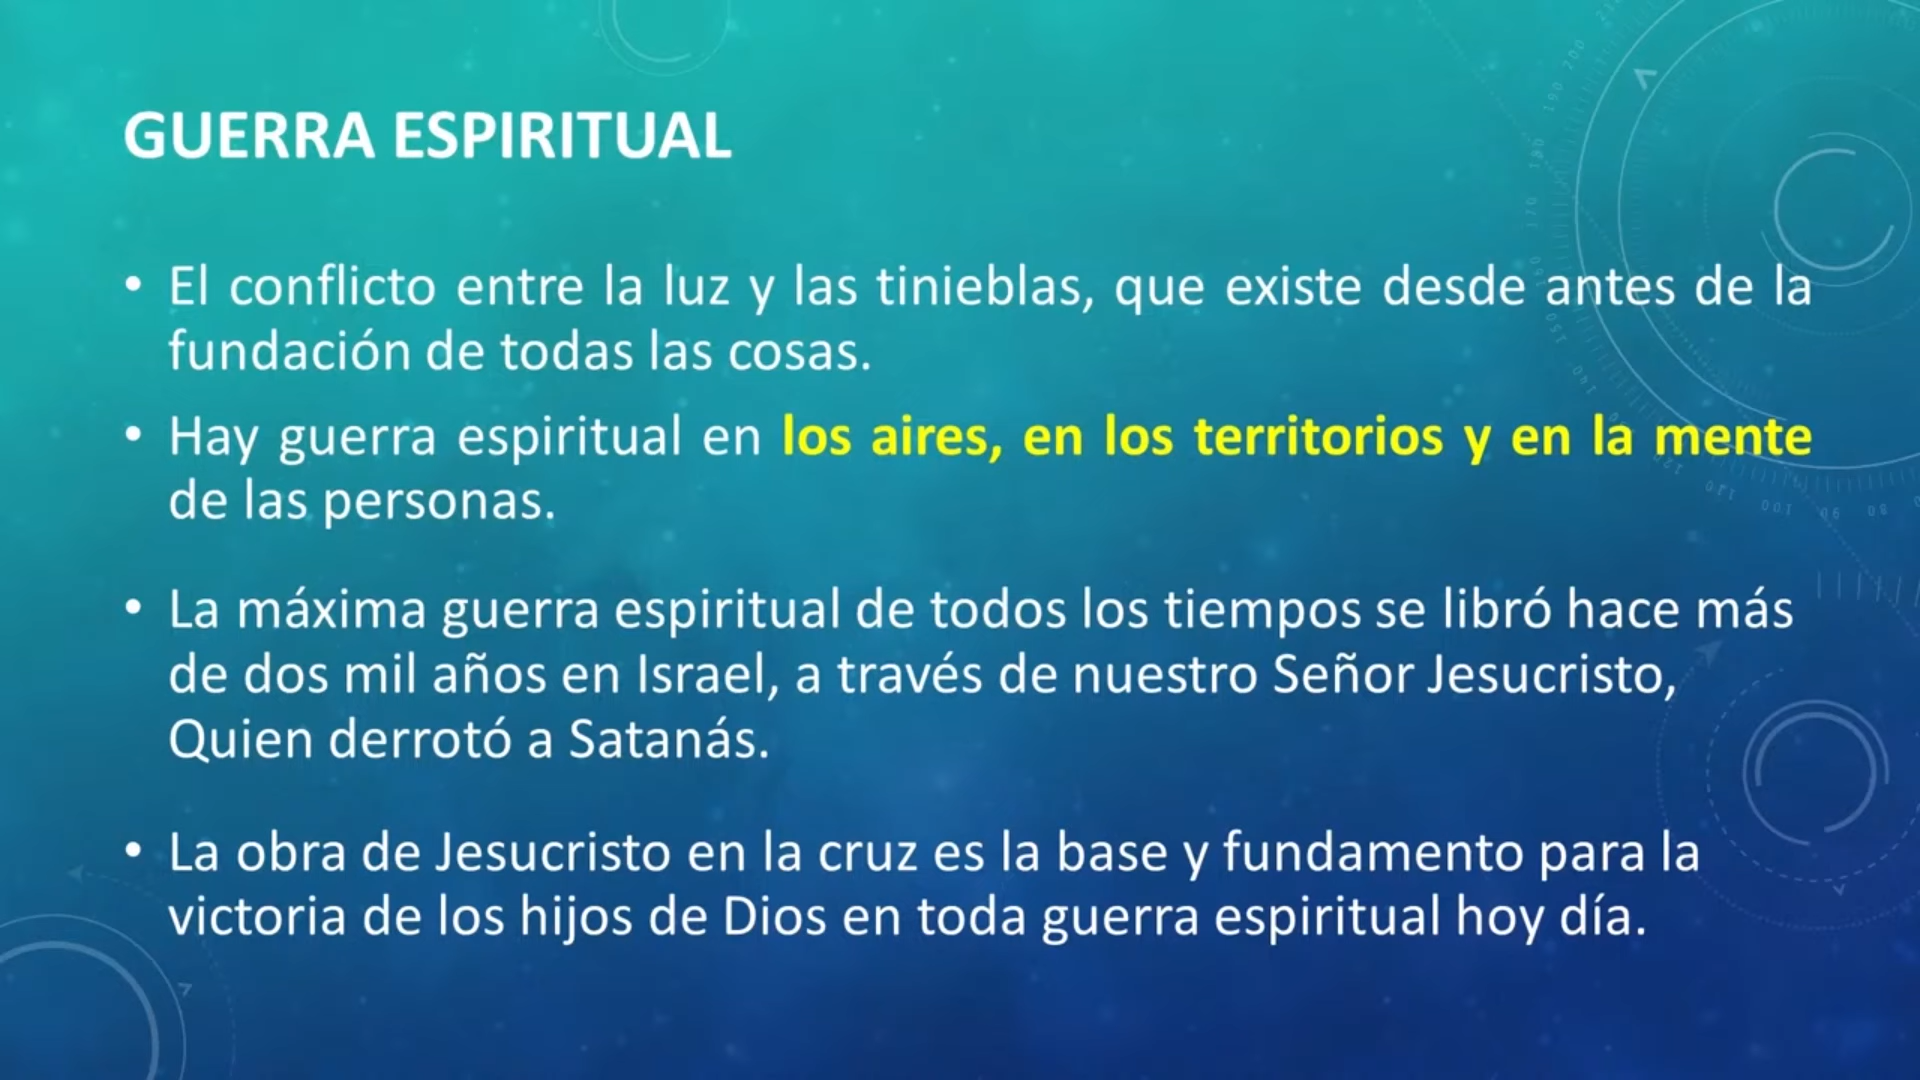 GUERRA ESPIRITUAL
• El conflicto entre la luz y las tinieblas, que existe desde antes de la
fundación de todas las cosas.
• Hay guerra espiritual en los aires, en los territorios y en la mente
de las personas.
• La máxima guerra espiritual de todos los tiempos se libró hace más
de dos mil años en Israel, a través de nuestro Señor Jesucristo,
Quien derrotó a Satanás.
• La obra de Jesucristo en la cruz es la base y fundamento para la
victoria de los hijos de Dios en toda guerra espiritual hoy día.